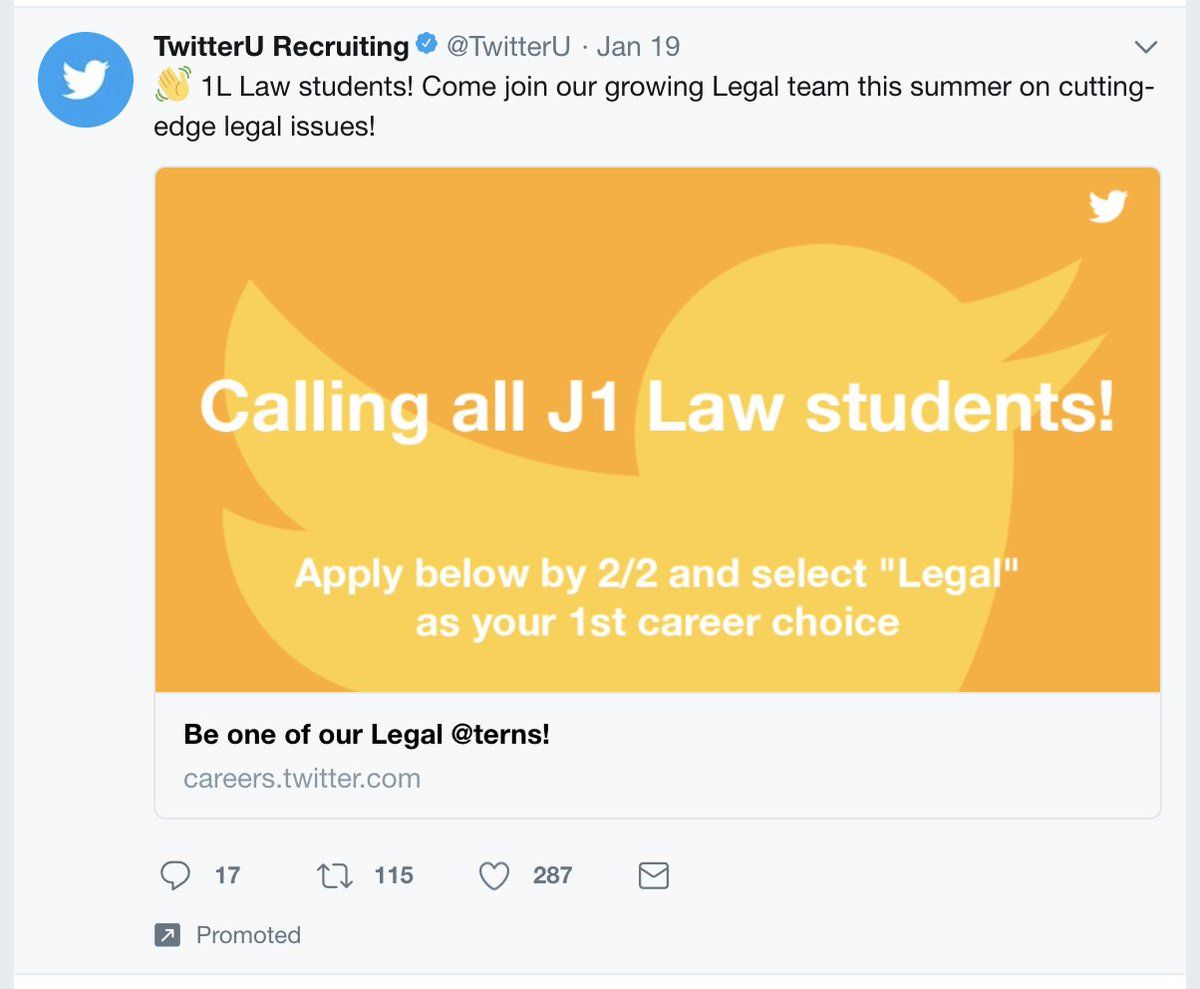 TwitterU Recruiting @TwitterU · Jan 19
👋 1L Law students! Come join our growing Legal team this summer on cutting-
edge legal issues!
Calling all J1 Law students!
Apply below by 2/2 and select "Legal"
as your 1st career choice
Be one of our Legal @terns!
careers.twitter.com
17 115 287
Promoted